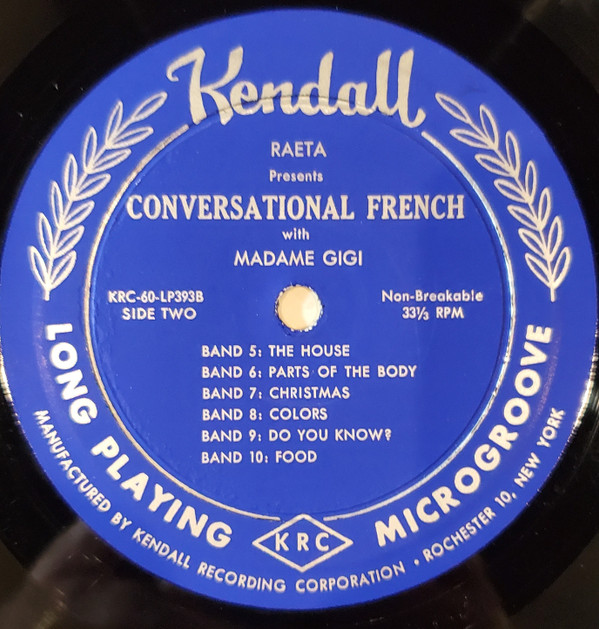 Kendall
RAETA
Presents
CONVERSATIONAL FRENCH
with
MADAME GIGI
KRC-60-LP393B
SIDE TWO
Non-Breakable
33⅓ RPM
BAND 5: THE HOUSE
BAND 6: PARTS OF THE BODY
BAND 7: CHRISTMAS
BAND 8: COLORS
BAND 9: DO YOU KNOW?
BAND 10: FOOD
LONG PLAYING
KRC
MICROGROOVE
MANUFACTURED BY KENDALL RECORDING CORPORATION • ROCHESTER 10, NEW YORK